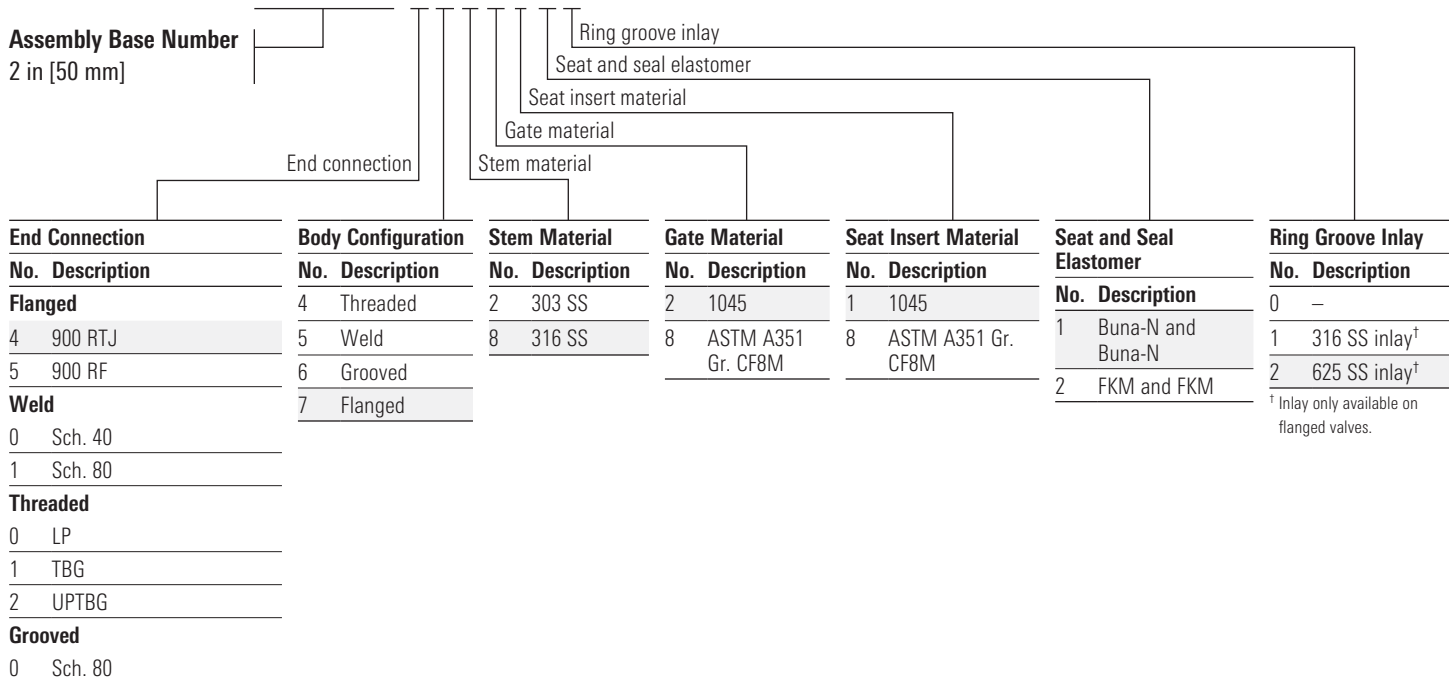 Assembly Base Number
2 in [50 mm]
Ring groove inlay
Seat and seal elastomer
Seat insert material
Gate material
End connection
Stem material
End Connection
No. Description
Flanged
4 900 RTJ
5 900 RF
Weld
0 Sch. 40
1 Sch. 80
Threaded
0 LP
1 TBG
2 UPTBG
Grooved
0 Sch. 80
Body Configuration
No. Description
4 Threaded
5 Weld
6 Grooved
7 Flanged
Stem Material
No. Description
2 303 SS
8 316 SS
Gate Material
No. Description
2 1045
8 ASTM A351
Gr. CF8M
Seat Insert Material
No. Description
1 1045
8 ASTM A351 Gr.
CF8M
Seat and Seal
Elastomer
No. Description
1 Buna-N and
Buna-N
2 FKM and FKM
Ring Groove Inlay
No. Description
0 –
1 316 SS inlay†
2 625 SS inlay†
† Inlay only available on
flanged valves.